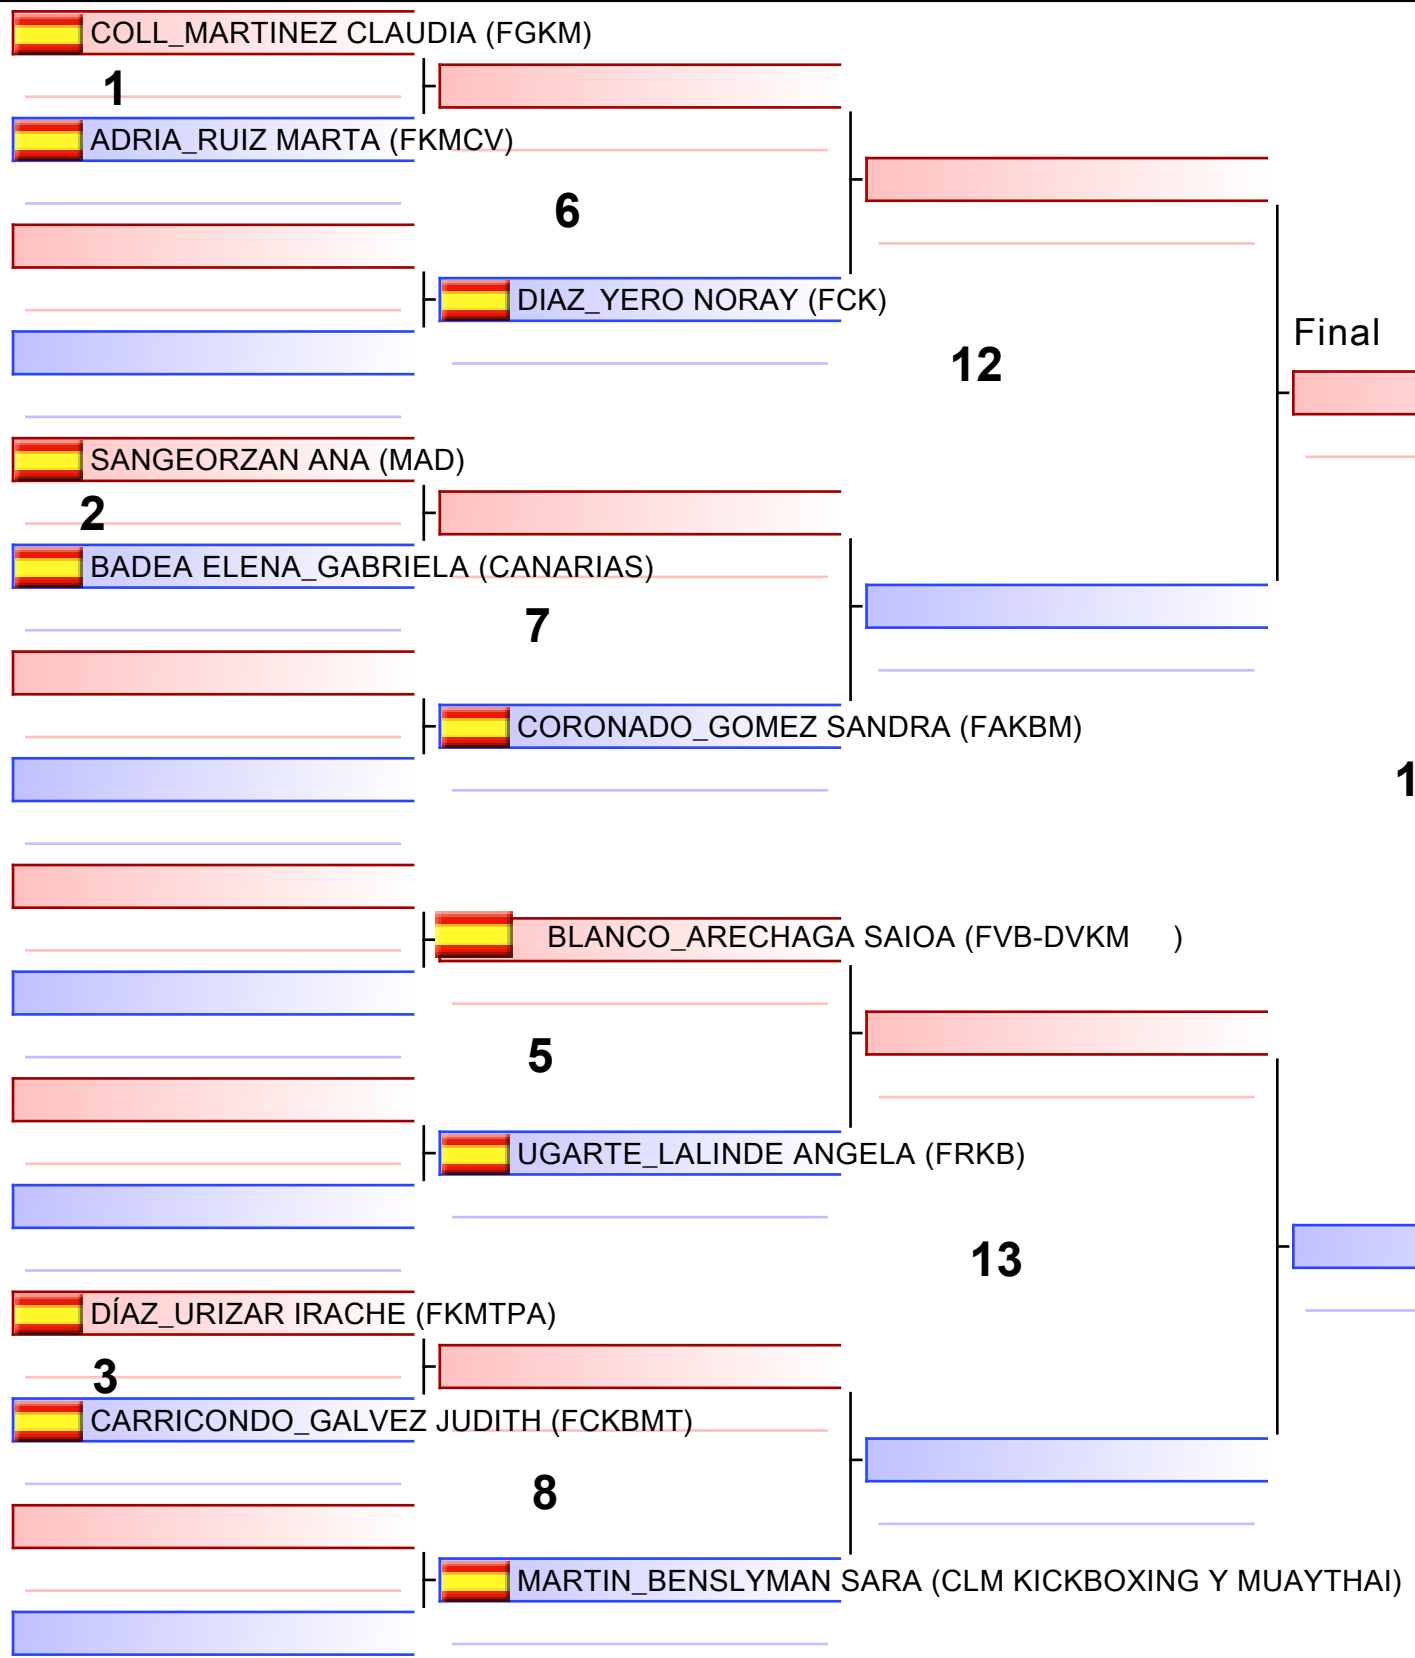 COLL_MARTINEZ CLAUDIA (FGKM)
1
ADRIA_RUIZ MARTA (FKMCV)
6
DIAZ_YERO NORAY (FCK)
Final
12
SANGEORZAN ANA (MAD)
2
BADEA ELENA_GABRIELA (CANARIAS)
7
CORONADO_GOMEZ SANDRA (FAKBM)
1
BLANCO_ARECHAGA SAIOA (FVB-DVKM )
5
UGARTE_LALINDE ANGELA (FRKB)
13
DÍAZ_URIZAR IRACHE (FKMTPA)
3
CARRICONDO_GALVEZ JUDITH (FCKBMT)
8
MARTIN_BENSLYMAN SARA (CLM KICKBOXING Y MUAYTHAI)